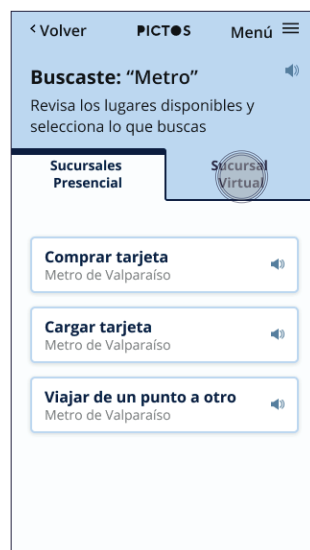 < Volver PICTOS Menú
Buscaste: “Metro”
Revisa los lugares disponibles y
selecciona lo que buscas
Sucursales
Presencial
Sucursal
Virtual
Comprar tarjeta
Metro de Valparaíso
Cargar tarjeta
Metro de Valparaíso
Viajar de un punto a otro
Metro de Valparaíso